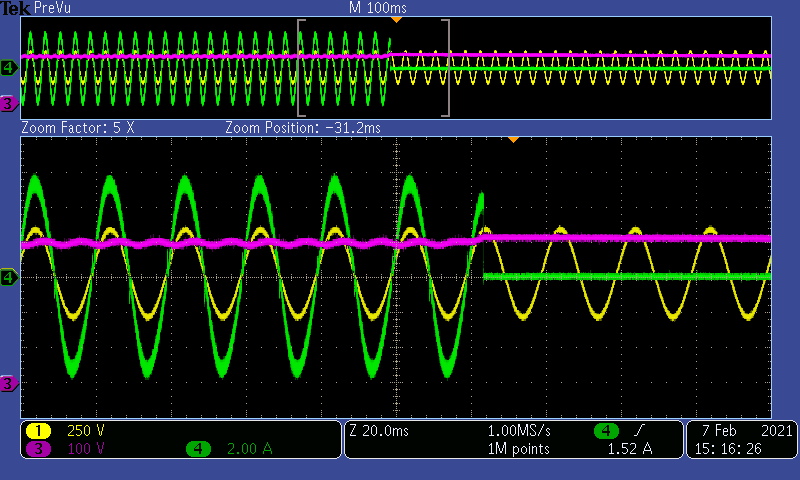 Tek PreVu M 100ms
4
3
Zoom Factor: 5 X Zoom Position: −31.2ms
4
3
1 250 V Z 20.0ms 1.00MS/s 4 7 Feb 2021
3 100 V 4 2.00 A 1M points 1.52 A 15: 16: 26